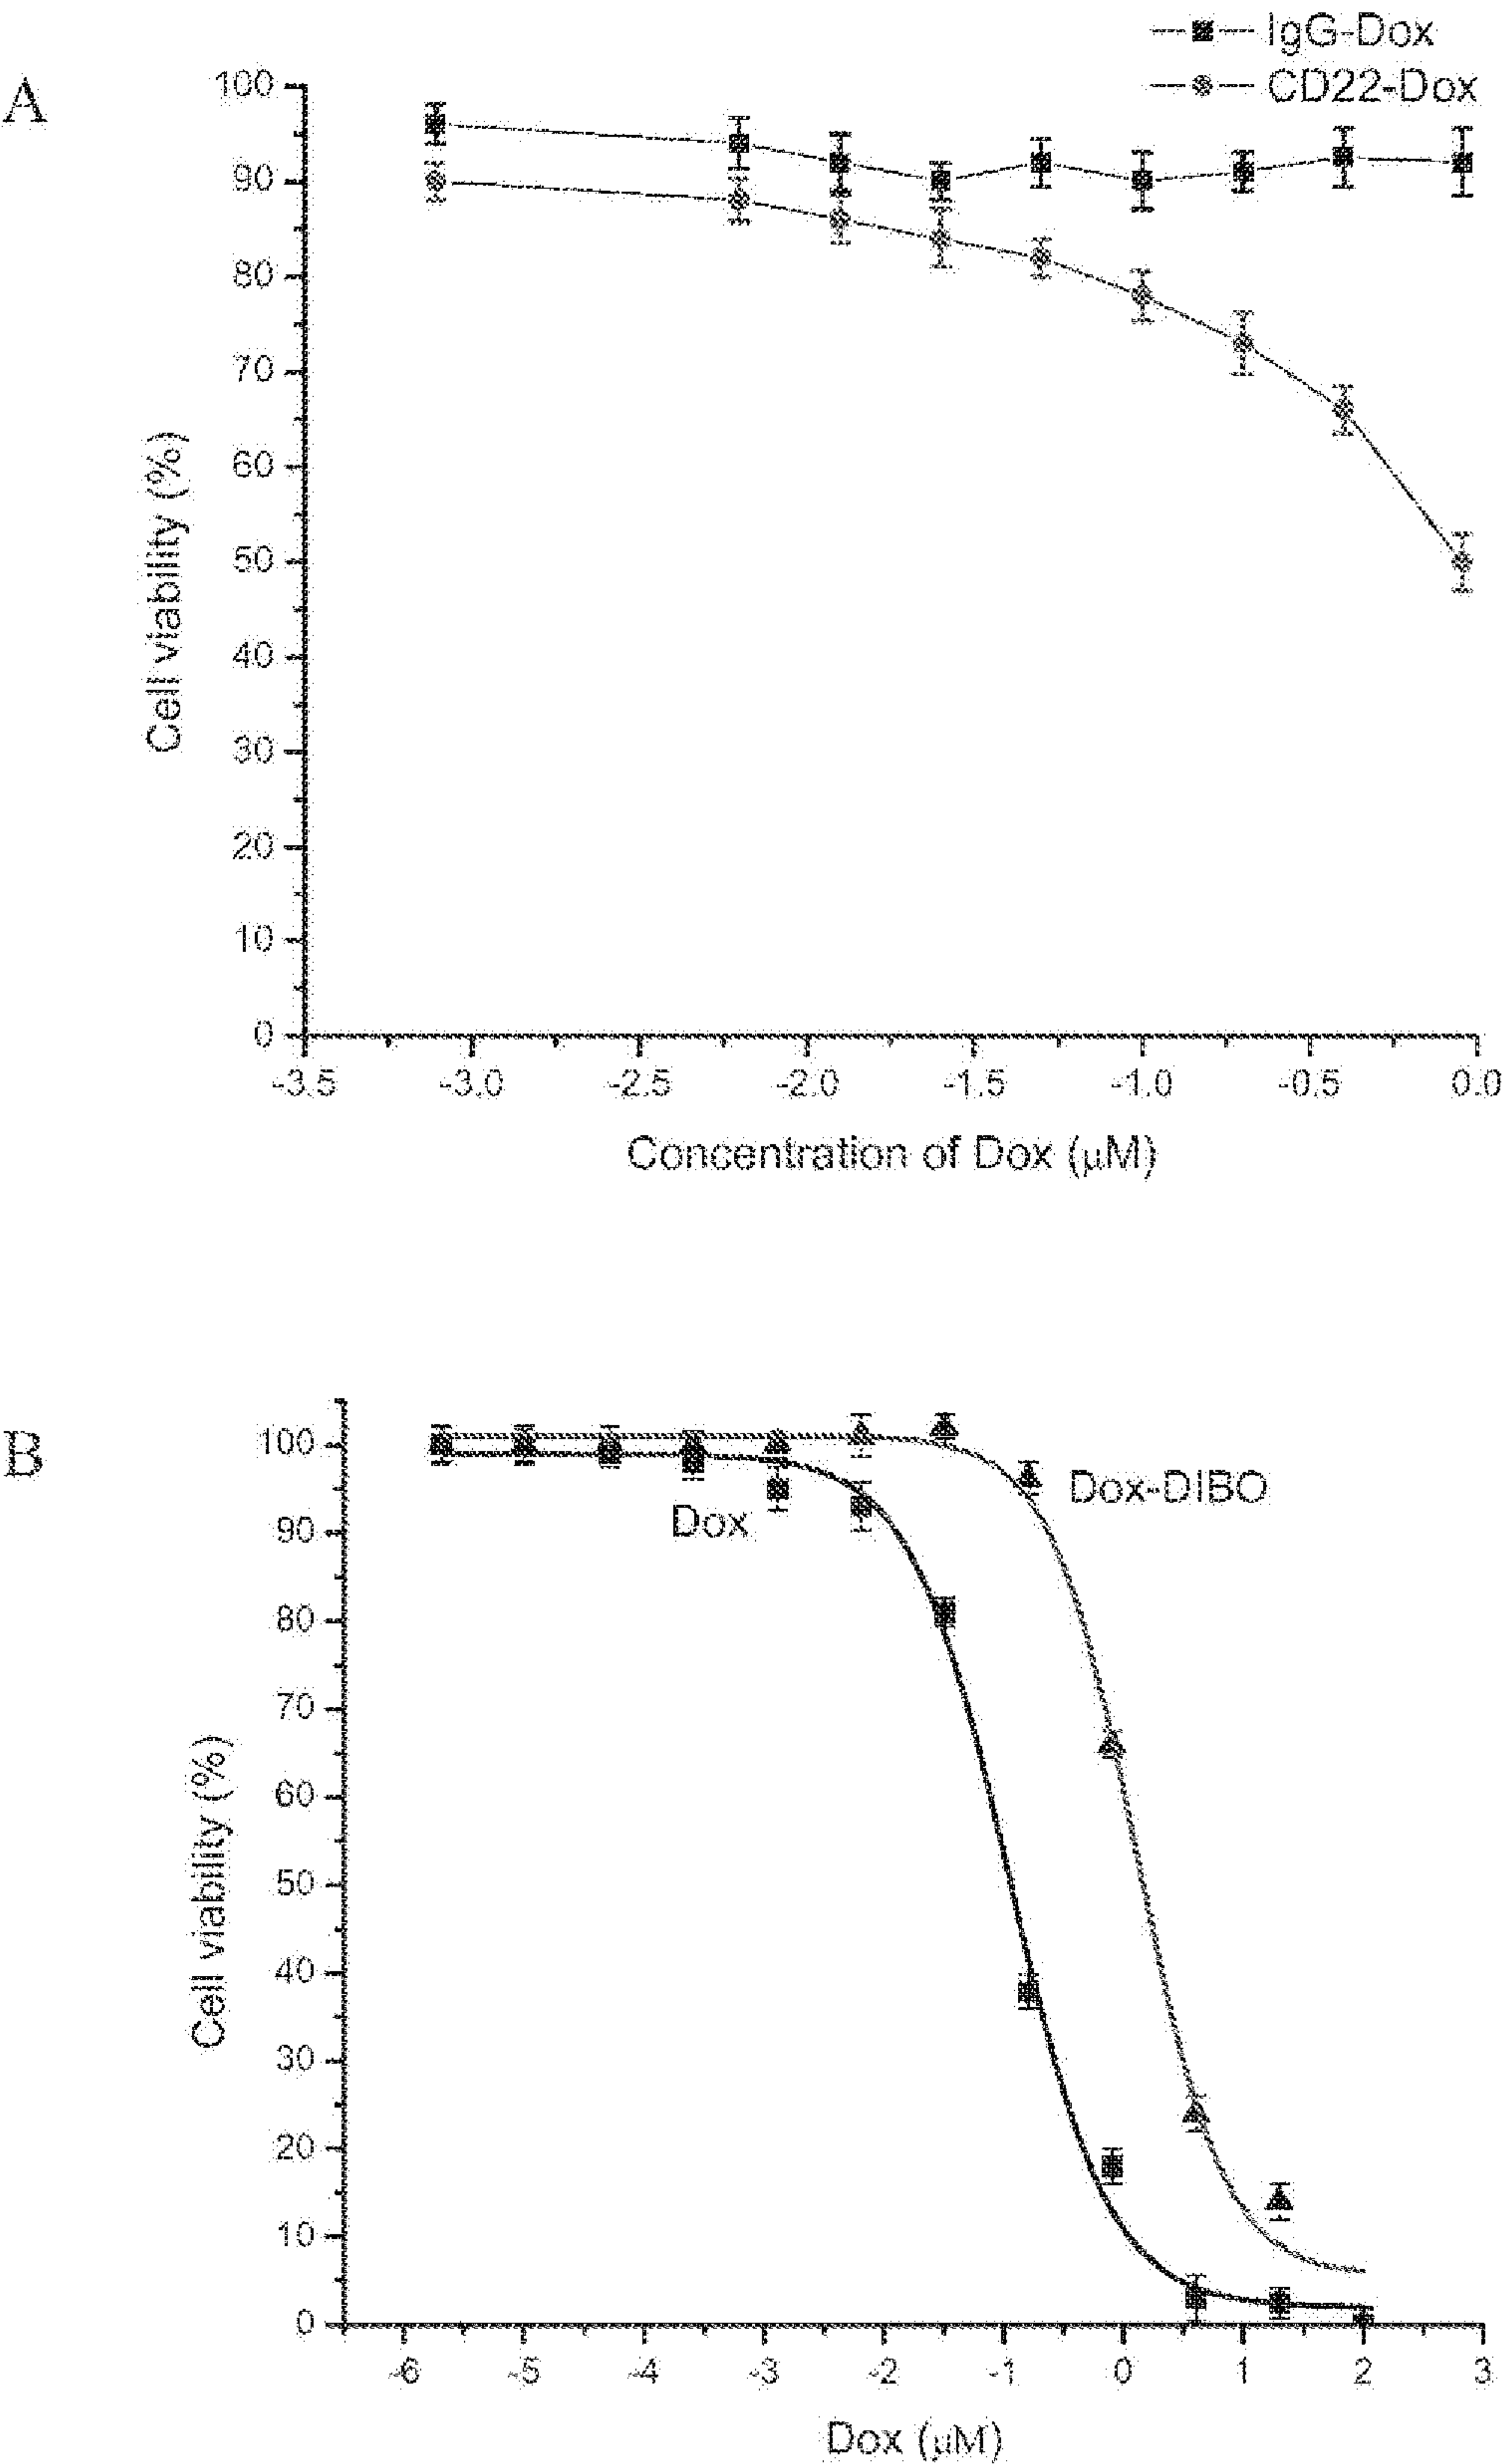 IgG-Dox
CD22-Dox
A
100
90
80
70
60
50
40
30
20
10
0
Cell viability (%)
-3.5 -3.0 -2.5 -2.0 -1.5 -1.0 -0.5 0.0
Concentration of Dox (μM)
B
100
90
80
70
60
50
40
30
20
10
0
Dox
Dox-DIBO
Cell viability (%)
-6 -5 -4 -3 -2 -1 0 1 2 3
Dox (μM)